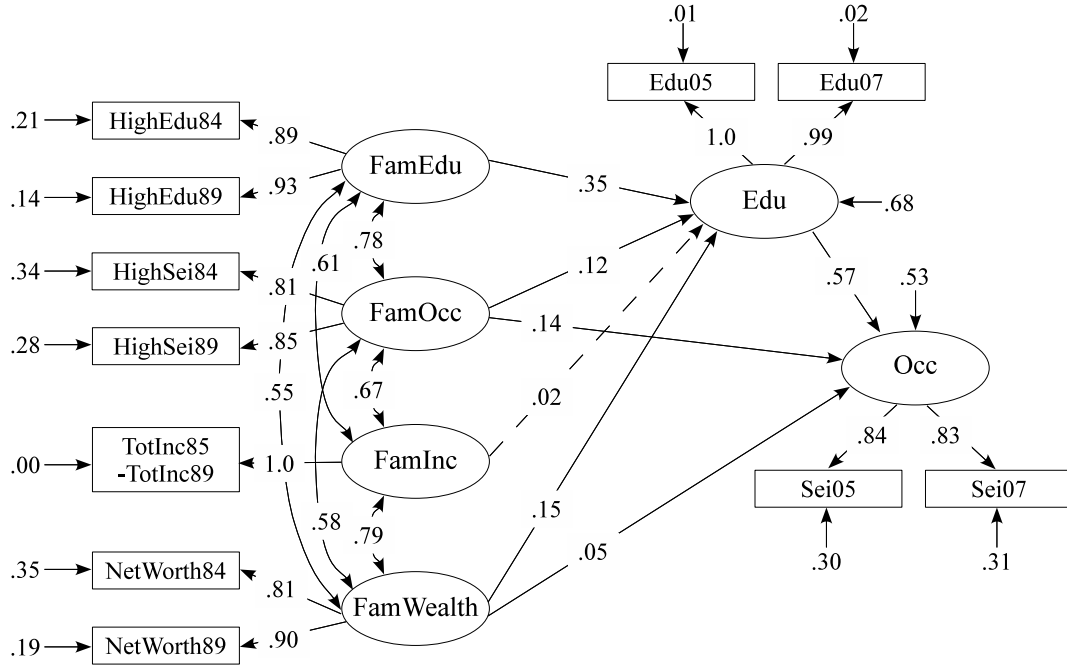 .01
.02
Edu05
Edu07
.21
HighEdu84
.89
1.0
.99
FamEdu
.14
HighEdu89
.93
.35
Edu
.68
.78
.34
HighSei84
.61
.12
.81
.57
.53
FamOcc
.14
.28
HighSei89
.85
Occ
.55
.67
.02
.84
.83
TotInc85
-TotInc89
.00
1.0
FamInc
Sei05
Sei07
.58
.79
.15
.05
.30
.31
.35
NetWorth84
.81
FamWealth
.19
NetWorth89
.90